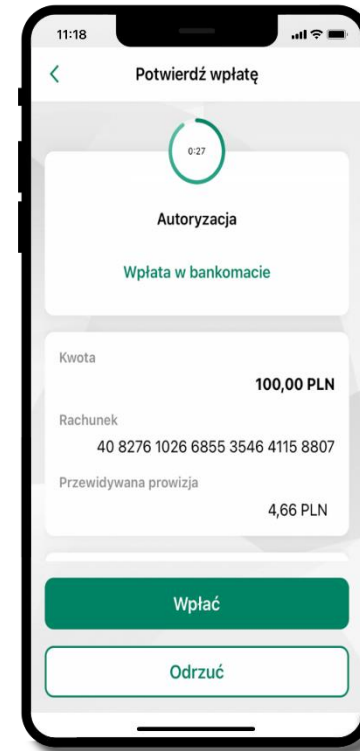 11:18
Potwierdź wpłatę
0:27
Autoryzacja
Wpłata w bankomacie
Kwota
100,00 PLN
Rachunek
40 8276 1026 6855 3546 4115 8807
Przewidywana prowizja
4,66 PLN
Wpłać
Odrzuć